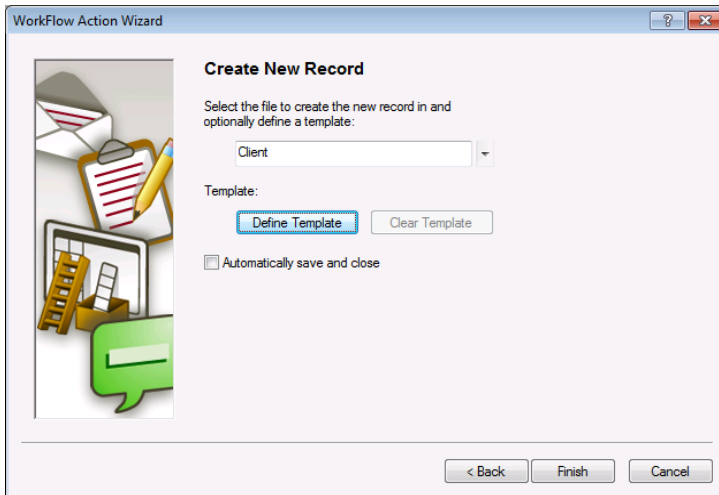 WorkFlow Action Wizard
?
Create New Record
Select the file to create the new record in and
optionally define a template:
Client
Template:
Define Template
Clear Template
Automatically save and close
< Back
Finish
Cancel